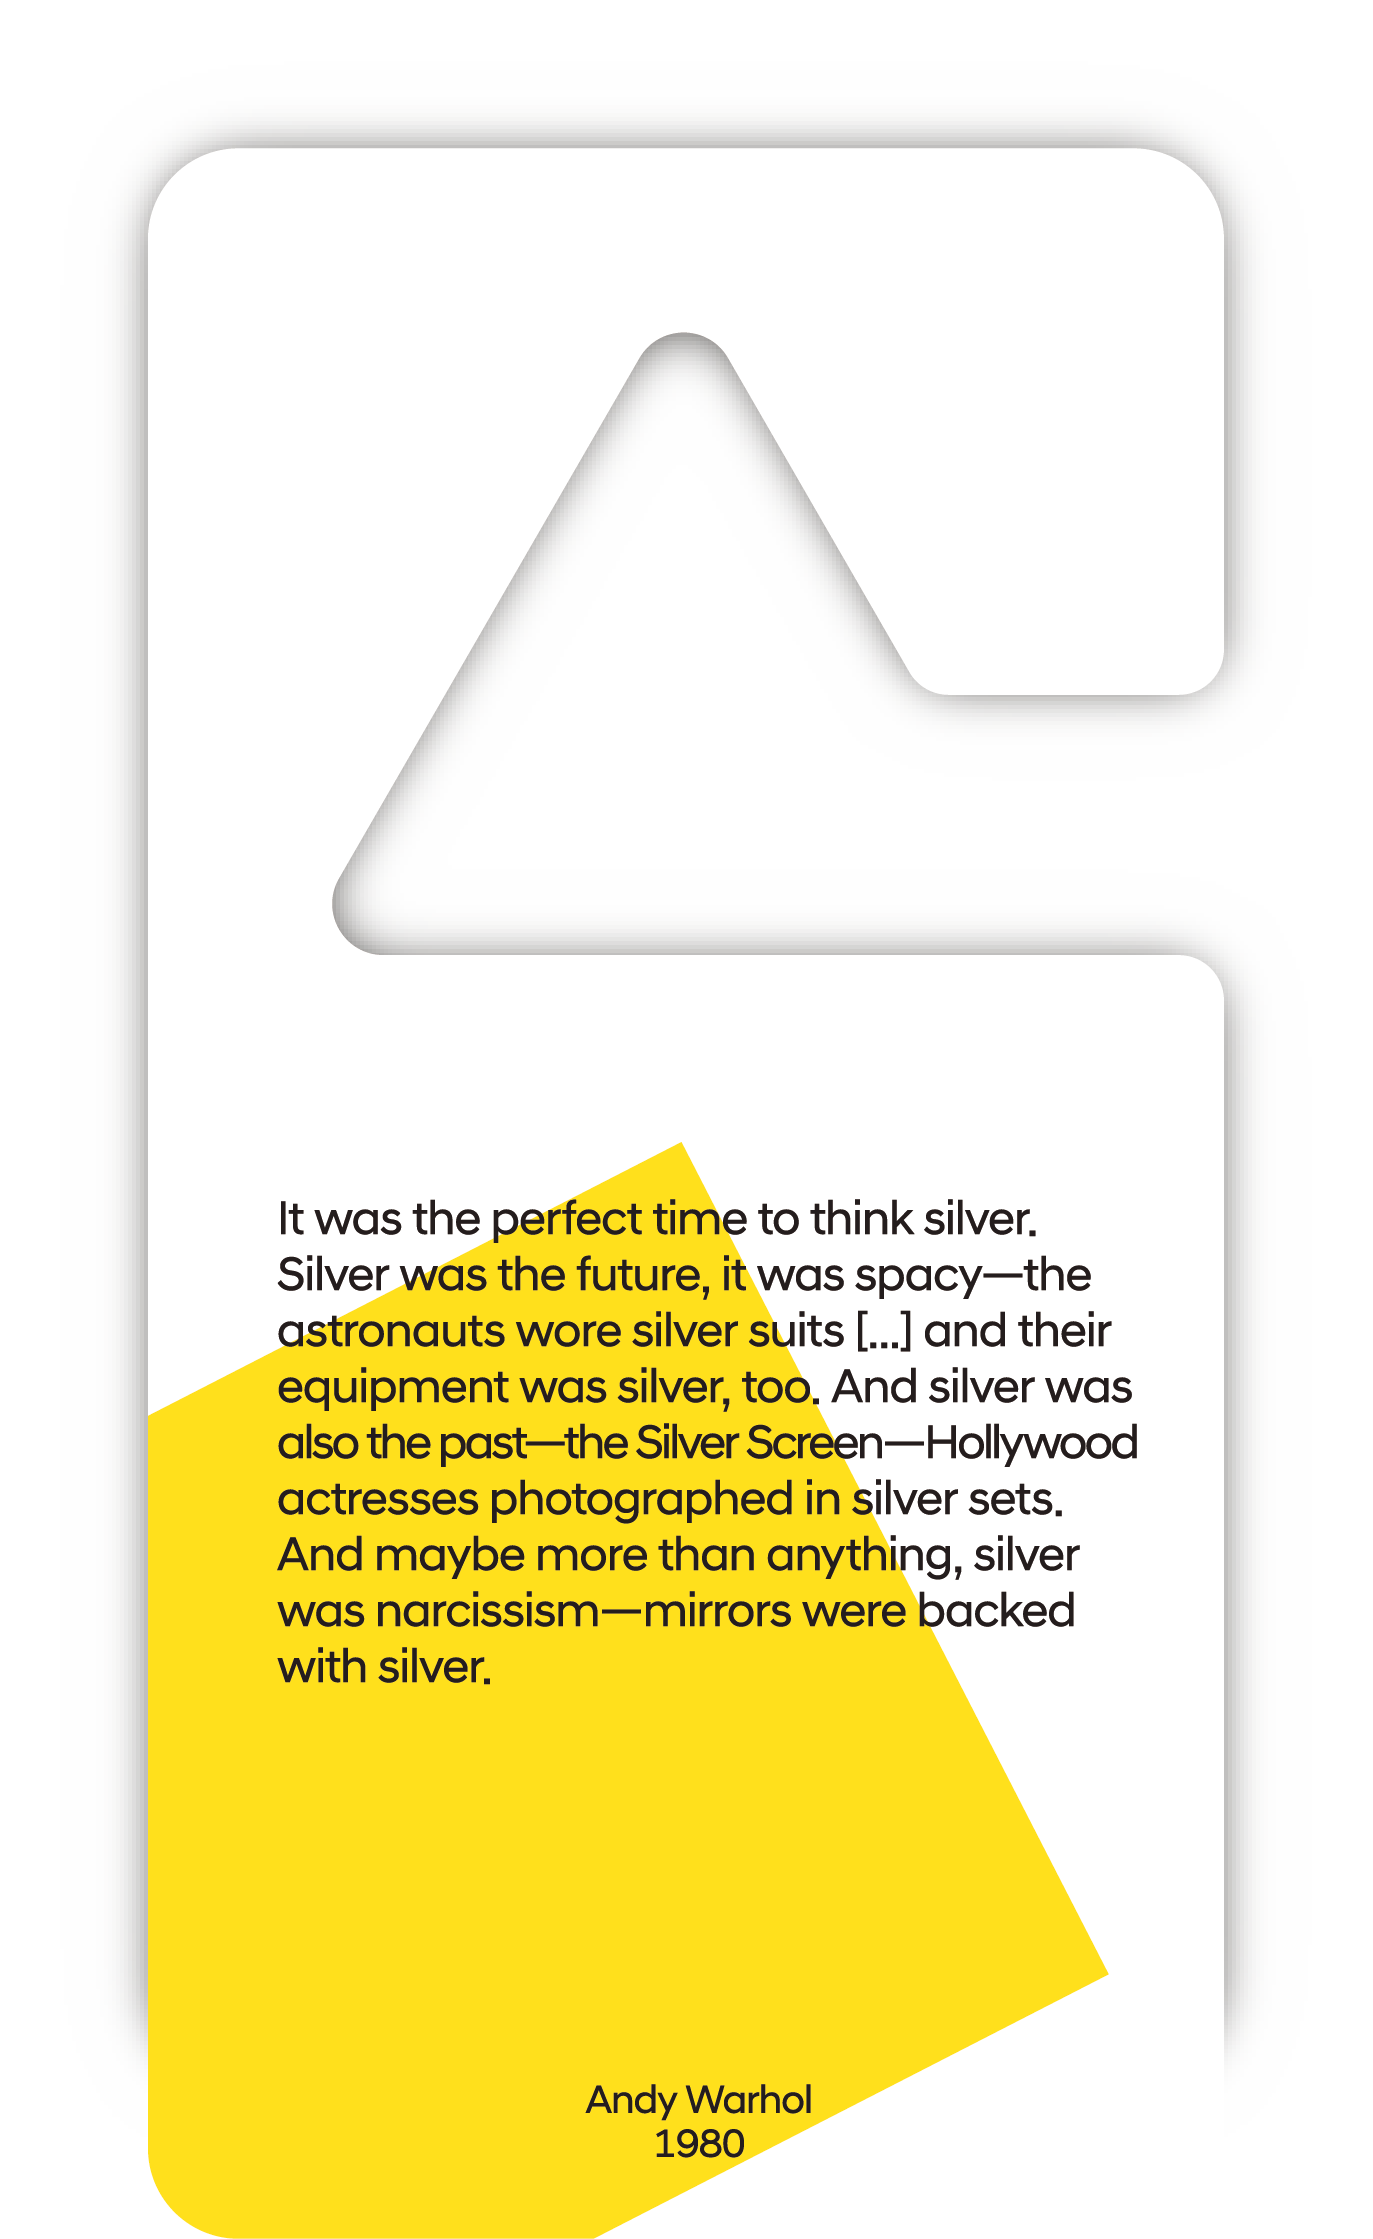 It was the perfect time to think silver.
Silver was the future, it was spacy—the
astronauts wore silver suits [...] and their
equipment was silver, too. And silver was
also the past—the Silver Screen—Hollywood
actresses photographed in silver sets.
And maybe more than anything, silver
was narcissism—mirrors were backed
with silver.
Andy Warhol
1980